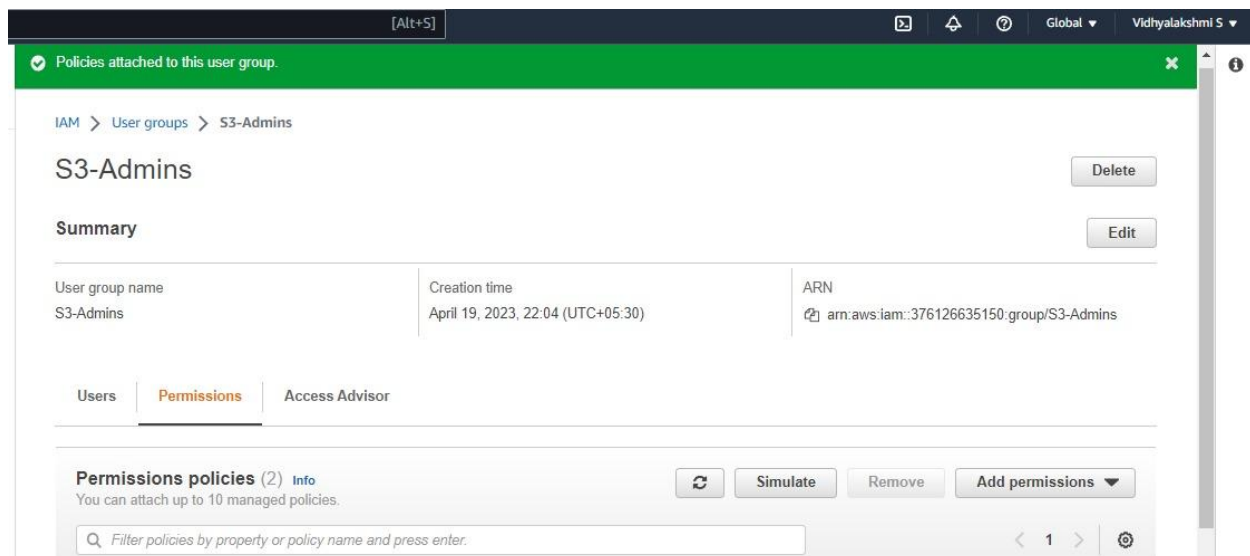 [Alt+S] Global Vidhyalakshmi S
Policies attached to this user group.
IAM > User groups > S3-Admins
S3-Admins
Delete
Summary
Edit
User group name
S3-Admins
Creation time
April 19, 2023, 22:04 (UTC+05:30)
ARN
arn:aws:iam::376126635150:group/S3-Admins
Users Permissions Access Advisor
Permissions policies (2) Info
You can attach up to 10 managed policies.
Simulate Remove Add permissions
Filter policies by property or policy name and press enter.
< 1 >